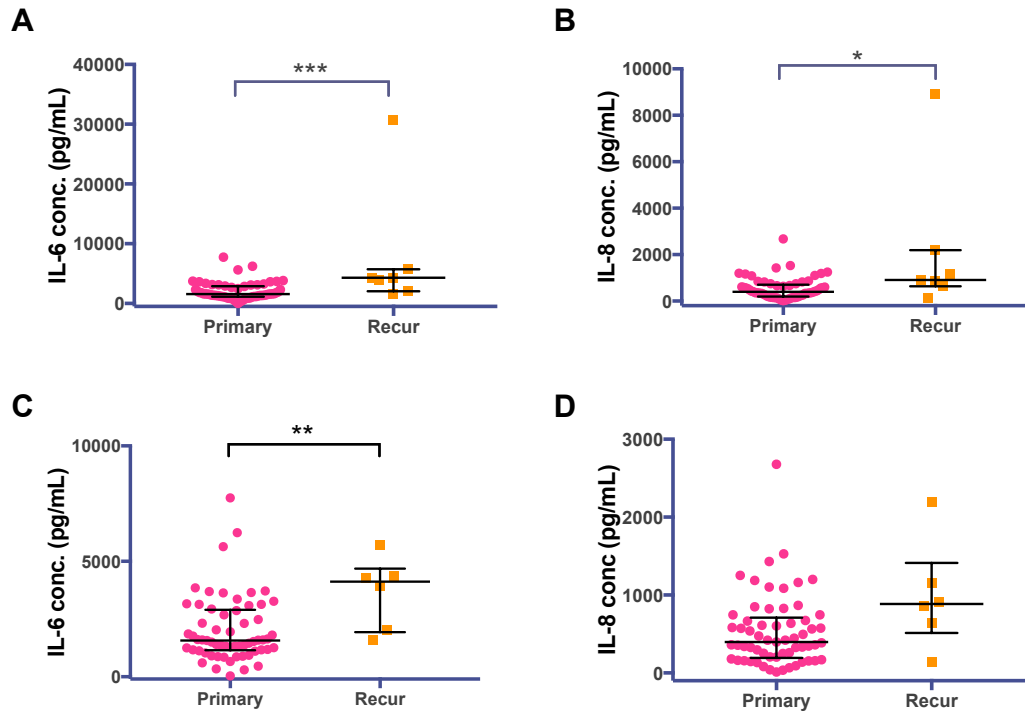 A
IL-6 conc. (pg/mL)
40000
30000
20000
10000
0
***
Primary
Recur
B
IL-8 conc. (pg/mL)
10000
8000
6000
4000
2000
0
*
Primary
Recur
C
IL-6 conc. (pg/mL)
10000
5000
0
**
Primary
Recur
D
IL-8 conc (pg/mL)
3000
2000
1000
0
Primary
Recur